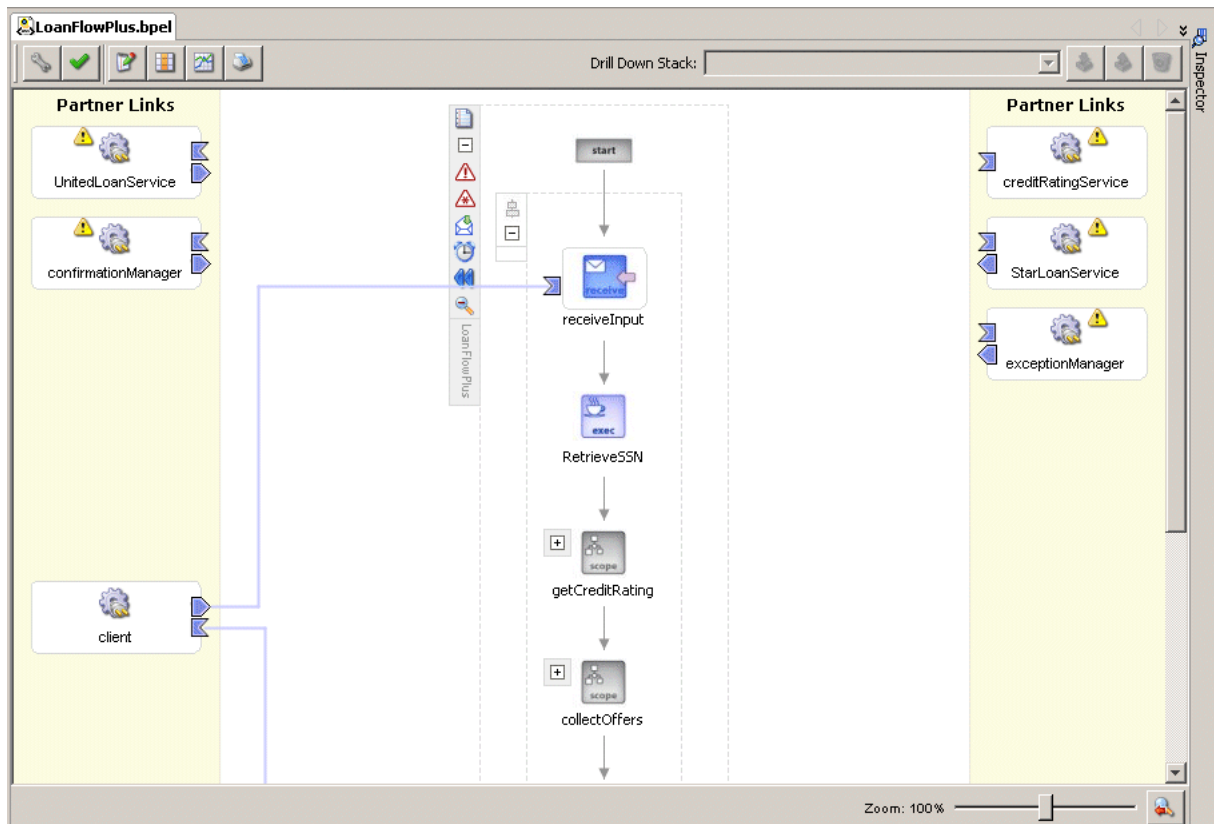 LoanFlowPlus.bpel
Drill Down Stack:
Inspector
Partner Links
UnitedLoanService
confirmationManager
client
LoanFlowPlus
start
receive
receiveInput
exec
RetrieveSSN
scope
getCreditRating
scope
collectOffers
Partner Links
creditRatingService
StarLoanService
exceptionManager
Zoom: 100%